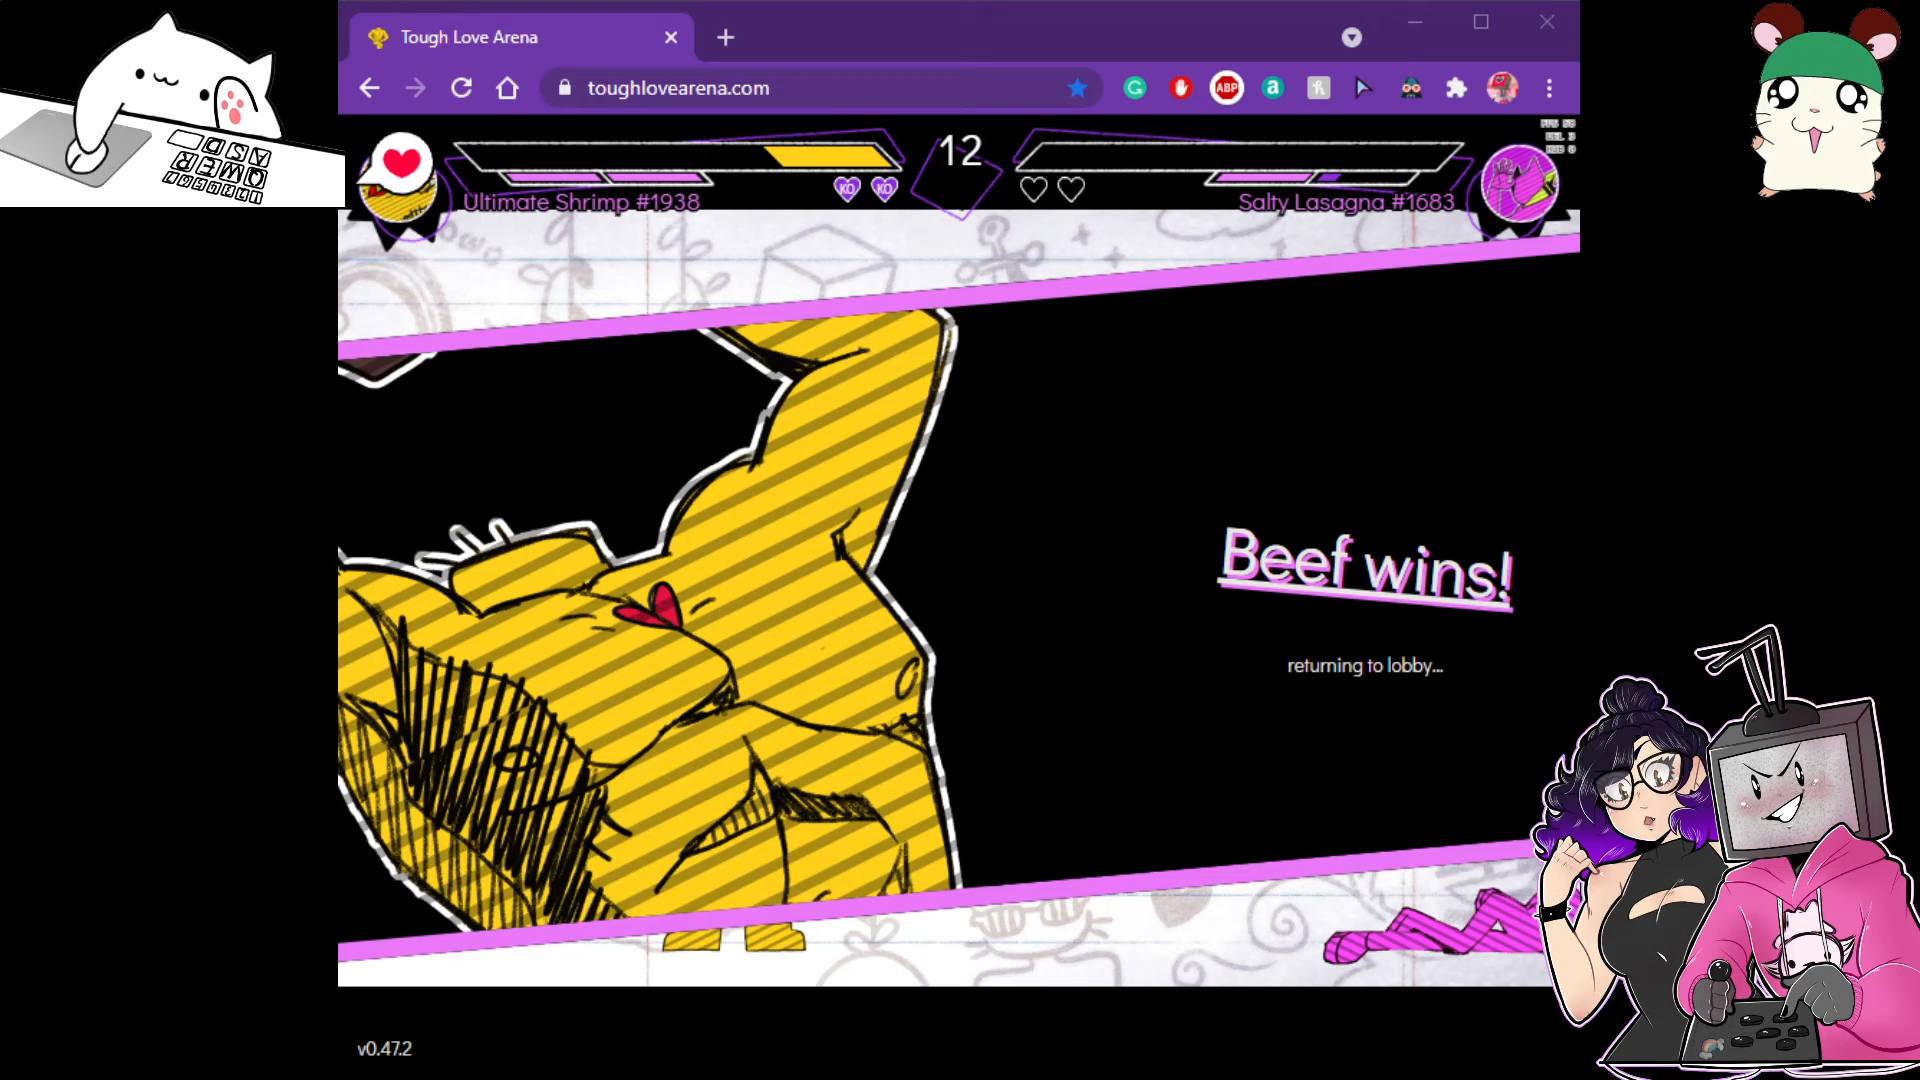 Tough Love Arena
toughlovearena.com
ABP
a
12
KO KO
Ultimate Shrimp #1938
Salty Lasagna #1683
Beef wins!
returning to lobby...
v0.47.2